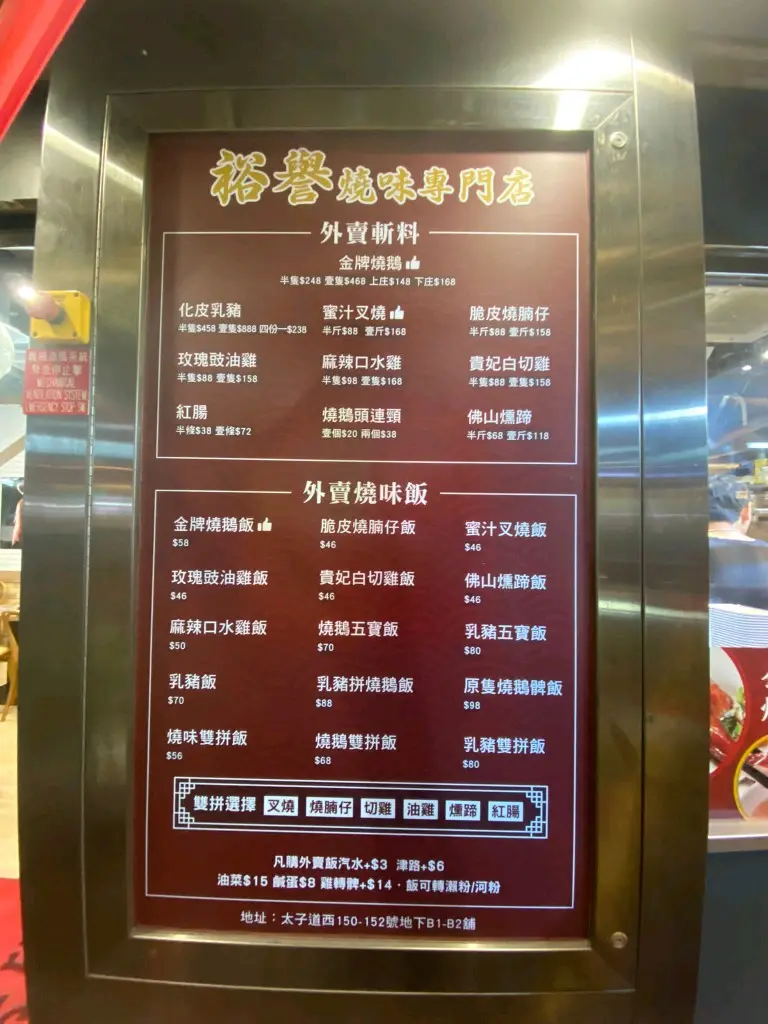 裕譽燒味專門店
外賣斬料
金牌燒鵝
半隻$248 壹隻$468 上庄$148 下庄$168
化皮乳豬
半隻$458 壹隻$888 四份一$238
蜜汁叉燒
半斤$88 壹斤$168
脆皮燒腩仔
半斤$88 壹斤$158
玫瑰豉油雞
半隻$88 壹隻$158
麻辣口水雞
半隻$98 壹隻$168
貴妃白切雞
半隻$88 壹隻$158
紅腸
半條$38 壹條$72
燒鵝頭連頸
壹個$20 兩個$38
佛山燻蹄
半斤$68 壹斤$118
外賣燒味飯
金牌燒鵝飯
$58
脆皮燒腩仔飯
$46
蜜汁叉燒飯
$46
玫瑰豉油雞飯
$46
貴妃白切雞飯
$46
佛山燻蹄飯
$46
麻辣口水雞飯
$50
燒鵝五寶飯
$70
乳豬五寶飯
$80
乳豬飯
$70
乳豬拼燒鵝飯
$88
原隻燒鵝髀飯
$98
燒味雙拼飯
$56
燒鵝雙拼飯
$68
乳豬雙拼飯
$80
雙拼選擇 叉燒 燒腩仔 切雞 油雞 燻蹄 紅腸
凡購外賣飯汽水+$3 津路+$6
油菜$15 鹹蛋$8 雞轉髀+$14‧飯可轉瀨粉/河粉
地址：太子道西150-152號地下B1-B2舖
緊急停止掣
MECHANICAL
VENTILATION SYSTEM
EMERGENCY STOP SW